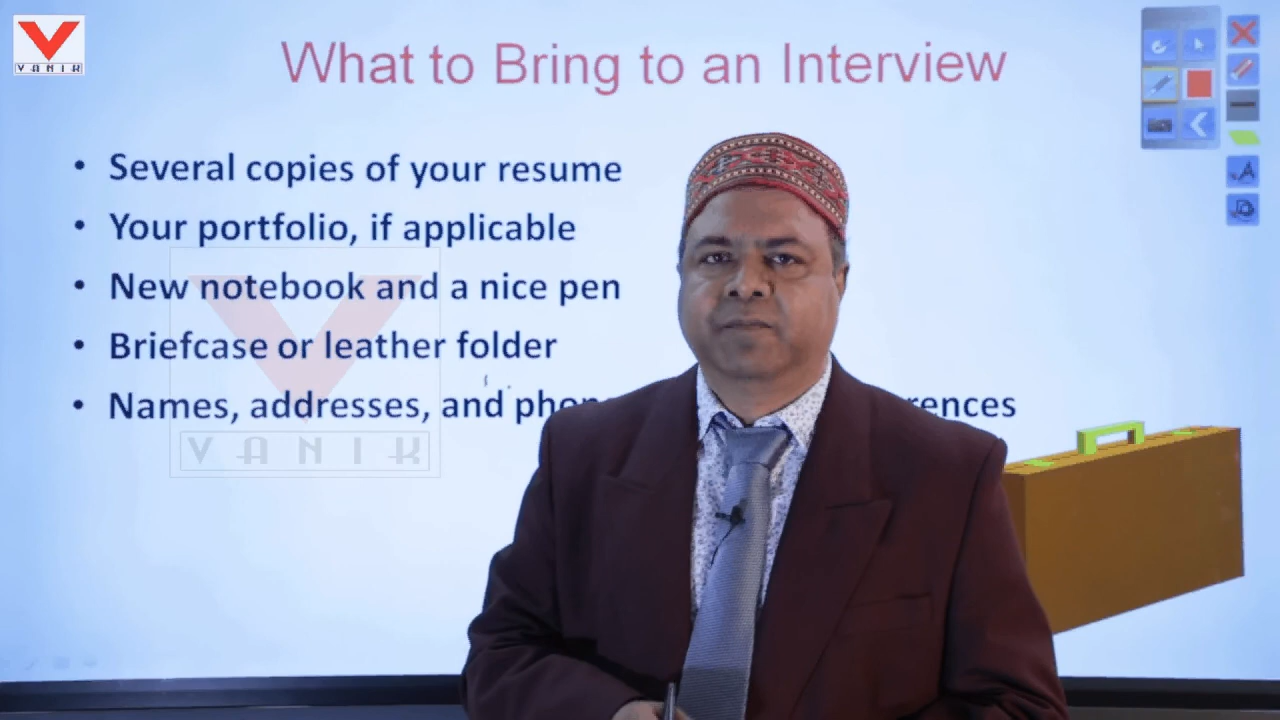 VANIK
What to Bring to an Interview
• Several copies of your resume
• Your portfolio, if applicable
• New notebook and a nice pen
• Briefcase or leather folder
• Names, addresses, and
VANIK